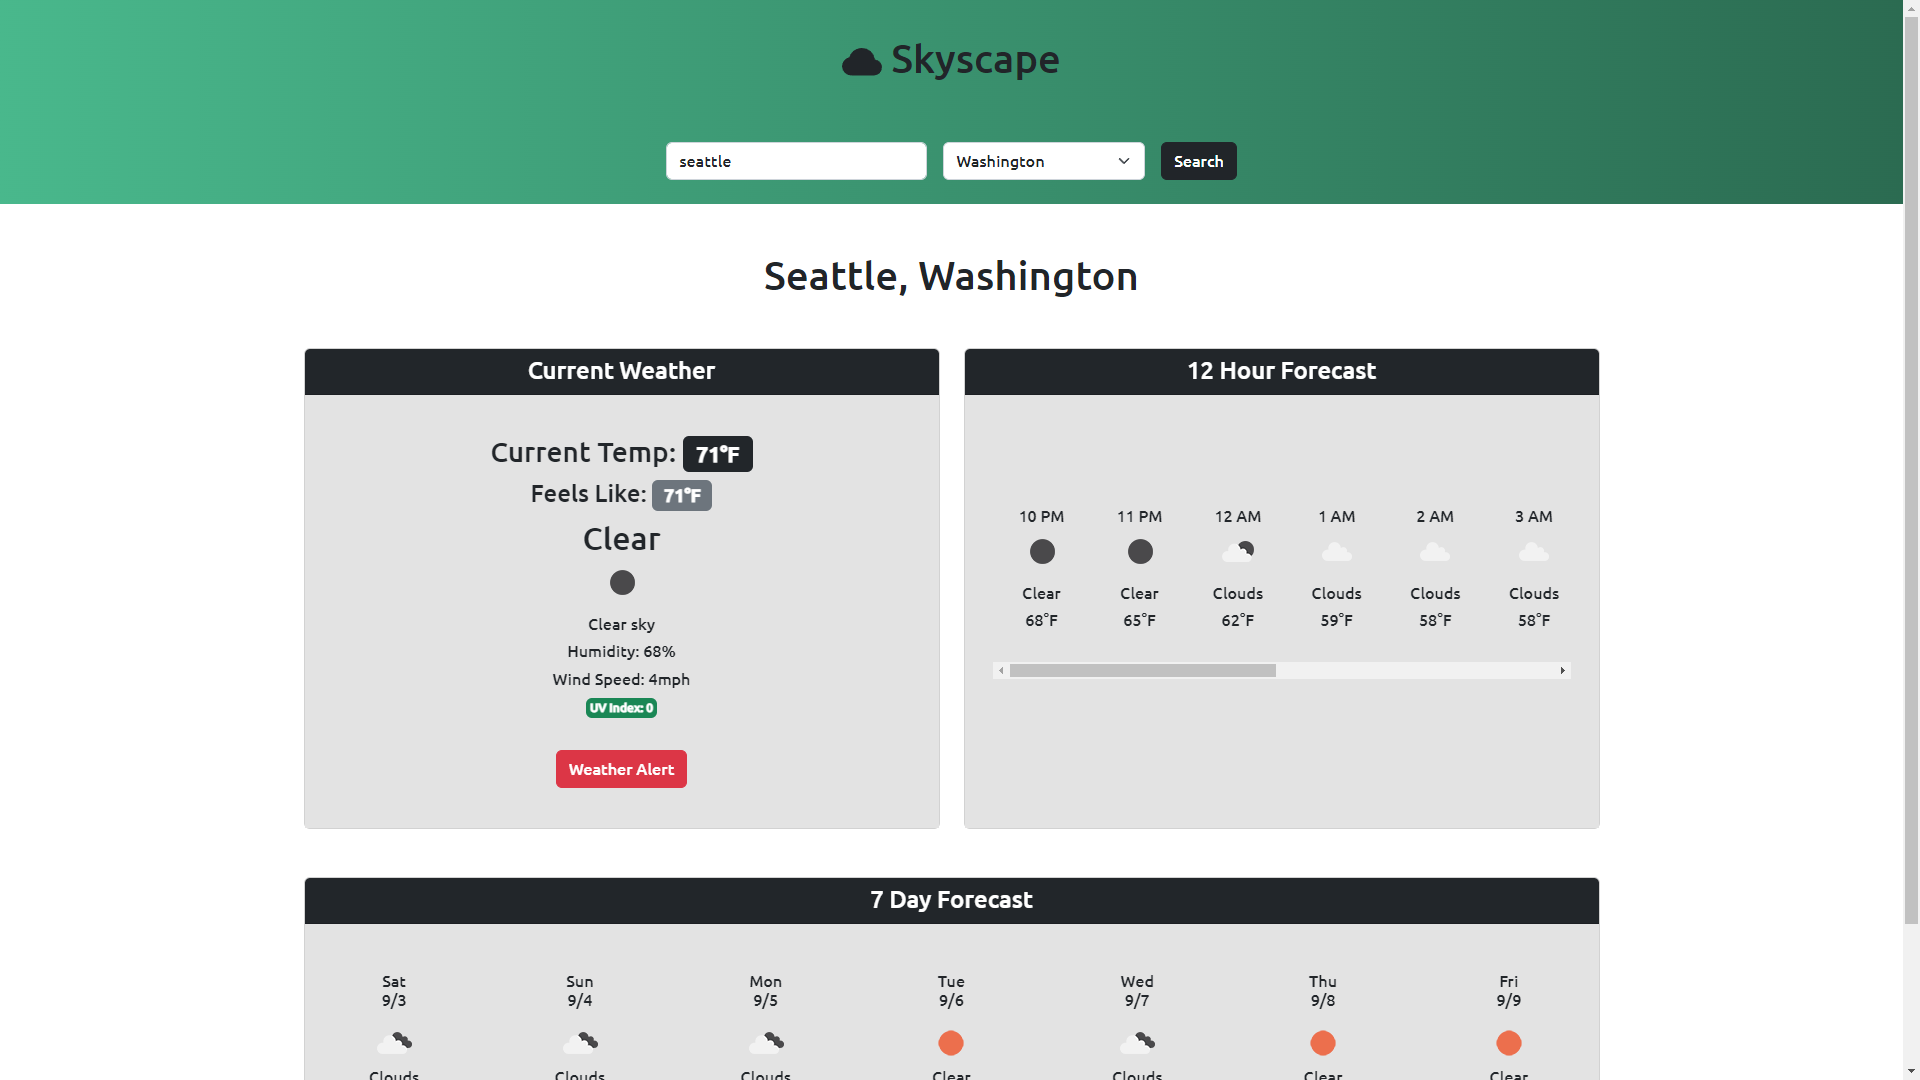 Skyscape
seattle
Washington
Search
Seattle, Washington
Current Weather
Current Temp: 71°F
Feels Like: 71°F
Clear
Clear sky
Humidity: 68%
Wind Speed: 4mph
UV Index: 0
Weather Alert
12 Hour Forecast
10 PM 11 PM 12 AM 1 AM 2 AM 3 AM
Clear Clear Clouds Clouds Clouds Clouds
68°F 65°F 62°F 59°F 58°F 58°F
7 Day Forecast
Sat Sun Mon Tue Wed Thu Fri
9/3 9/4 9/5 9/6 9/7 9/8 9/9
Clouds Clouds Clouds Clear Clouds Clear Clear